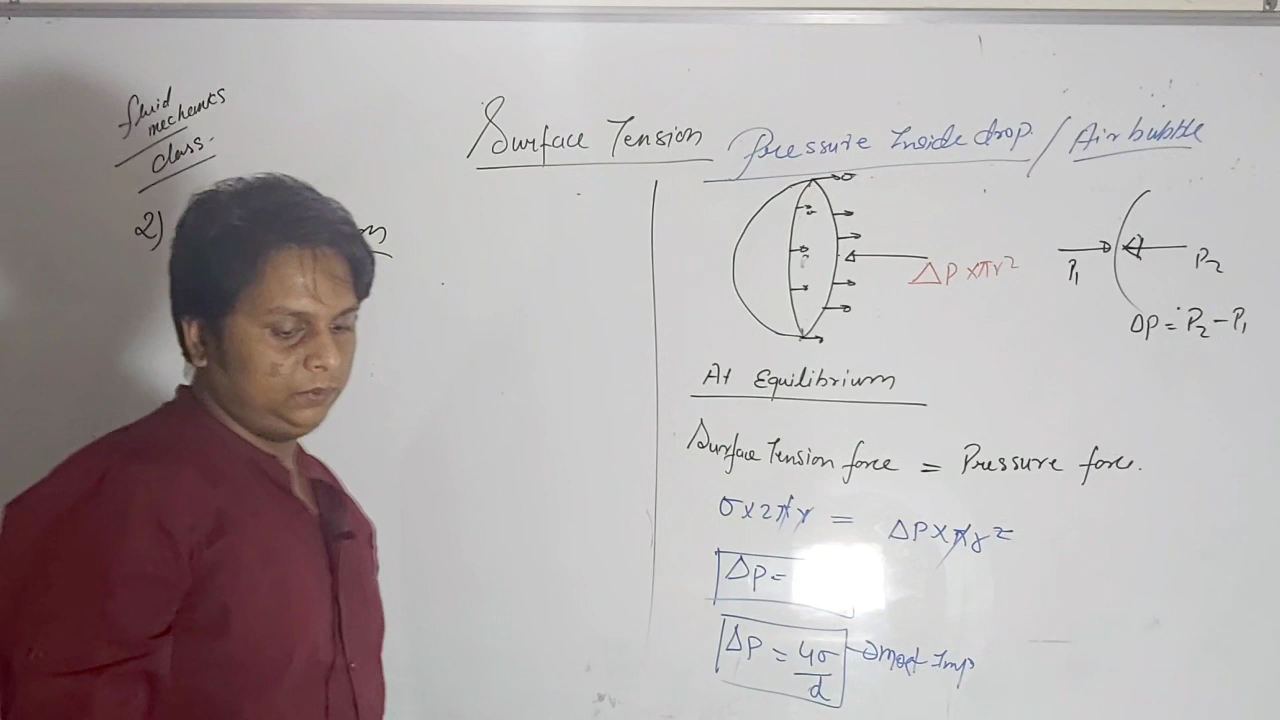 fluid
mechanics
class.
Surface Tension Pressure Inside drop. / Air bubble
2)
σ
ΔP×πr²
P₁
P₂
ΔP = P₂-P₁
At Equilibrium
Surface Tension force = Pressure force.
σ×2πr = ΔP×πr²
ΔP=
ΔP = 4σ/d → Most Imp